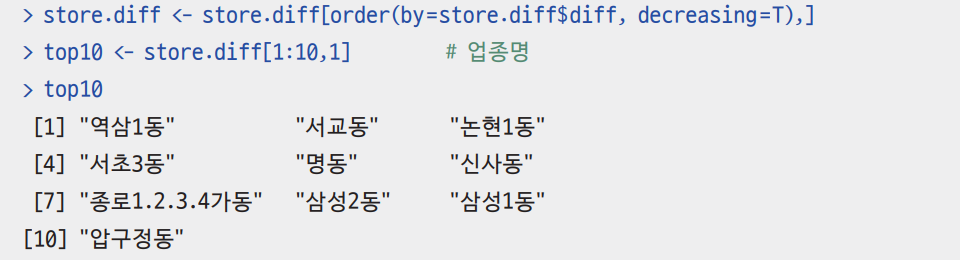 > store.diff <- store.diff[order(by=store.diff$diff, decreasing=T),]
> top10 <- store.diff[1:10,1] # 업종명
> top10
[1] "역삼1동" "서교동" "논현1동"
[4] "서초3동" "명동" "신사동"
[7] "종로1.2.3.4가동" "삼성2동" "삼성1동"
[10] "압구정동"